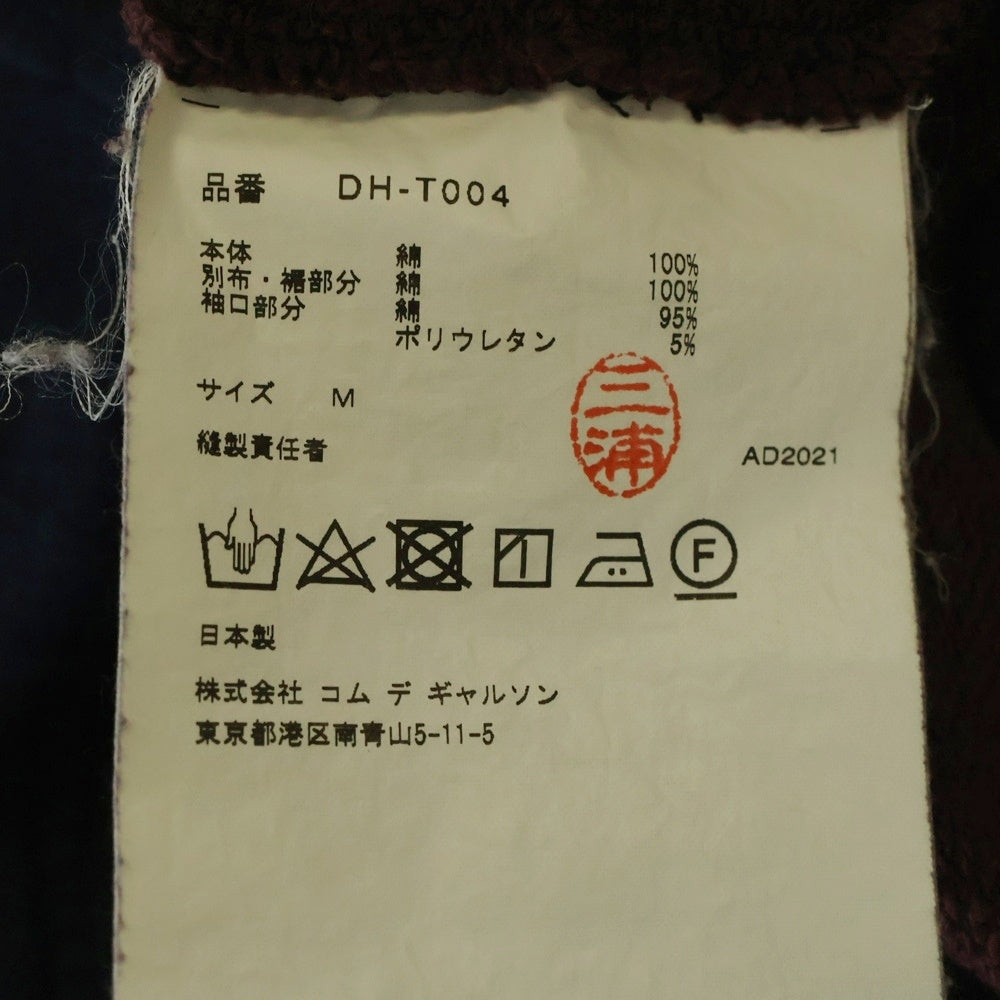 品番 DH-T004
本体 綿 100%
別布・裾部分 綿 100%
袖口部分 綿 95%
ポリウレタン 5%
サイズ M
三浦
縫製責任者 AD2021
F
日本製
株式会社 コム デ ギャルソン
東京都港区南青山5-11-5